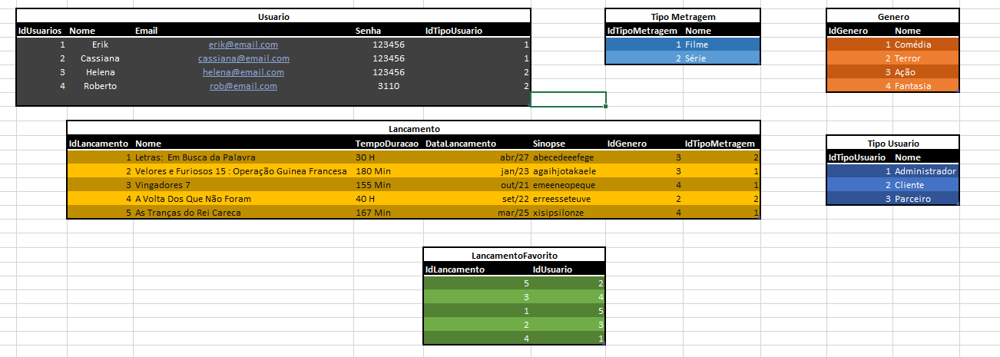 Usuario
IdUsuarios Nome Email Senha IdTipoUsuario
1 Erik erik@email.com 123456 1
2 Cassiana cassiana@email.com 123456 1
3 Helena helena@email.com 123456 2
4 Roberto rob@email.com 3110 2
Tipo Metragem
IdTipoMetragem Nome
1 Filme
2 Série
Genero
IdGenero Nome
1 Comédia
2 Terror
3 Ação
4 Fantasia
Lancamento
IdLancamento Nome TempoDuracao DataLancamento Sinopse IdGenero IdTipoMetragem
1 Letras: Em Busca da Palavra 30 H abr/27 abecedeeefege 3 2
2 Velores e Furiosos 15 : Operação Guinea Francesa 180 Min jan/23 agaihjotakaele 3 1
3 Vingadores 7 155 Min out/21 emeeneopeque 4 1
4 A Volta Dos Que Não Foram 40 H set/22 erreesseteuve 2 2
5 As Tranças do Rei Careca 167 Min mar/25 xisipsilonze 4 1
Tipo Usuario
IdTipoUsuario Nome
1 Administrador
2 Cliente
3 Parceiro
LancamentoFavorito
IdLancamento IdUsuario
5 2
3 4
1 5
2 3
4 1